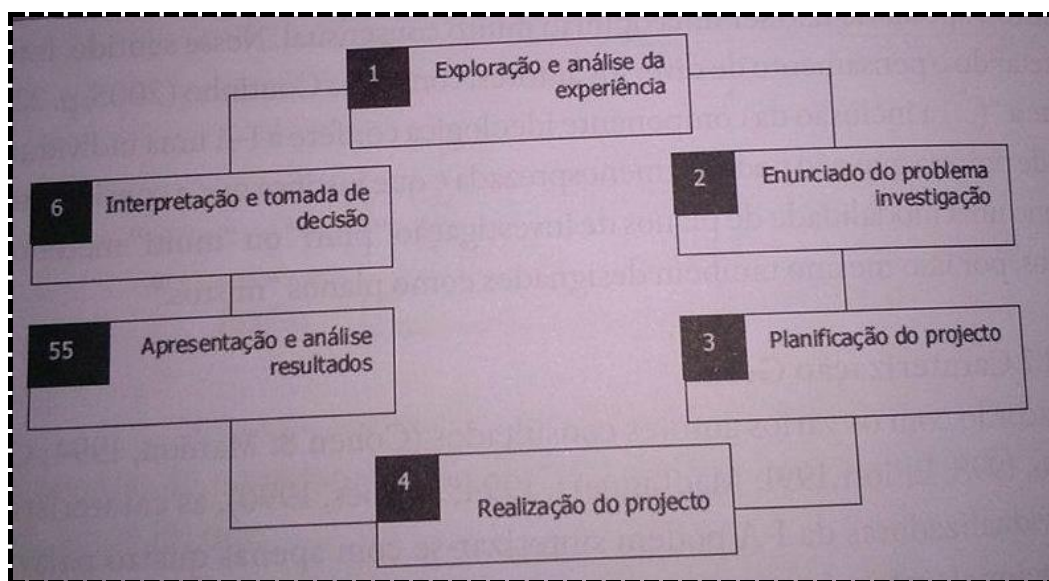 1
Exploração e análise da
experiência
2
Enunciado do problema
investigação
3
Planificação do projecto
4
Realização do projecto
55
Apresentação e análise
resultados
6
Interpretação e tomada de
decisão